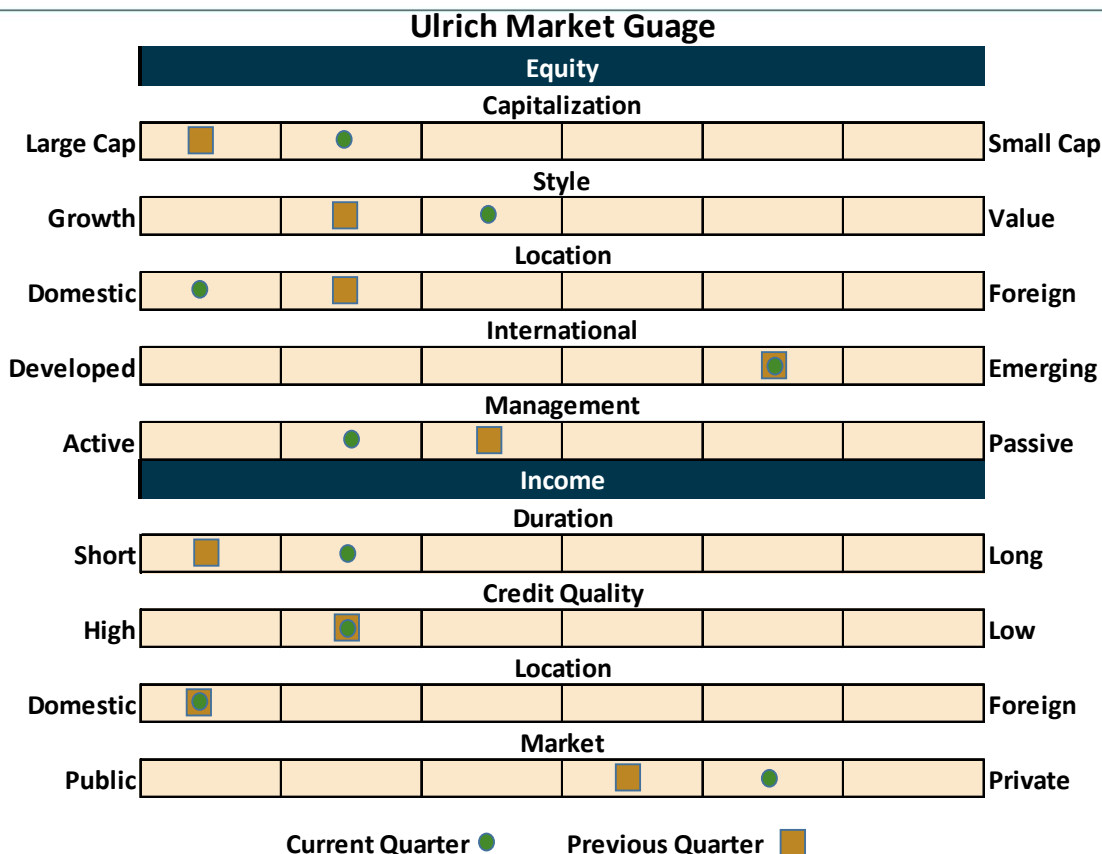 Ulrich Market Guage
Equity
Capitalization
Large Cap Small Cap
Style
Growth Value
Location
Domestic Foreign
International
Developed Emerging
Management
Active Passive
Income
Duration
Short Long
Credit Quality
High Low
Location
Domestic Foreign
Market
Public Private
Current Quarter Previous Quarter